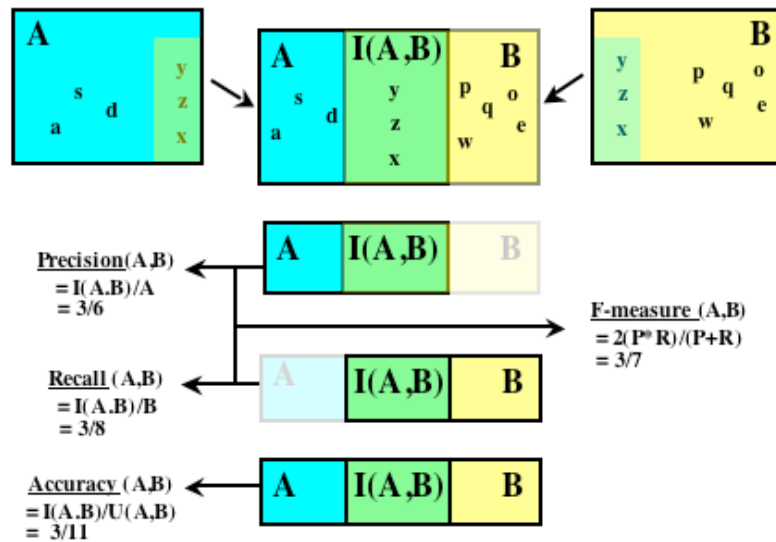 A
y
s
z
d
a
x
A
I(A,B)
B
s
y
p
o
q
d
z
a
e
w
x
B
y
o
p
q
z
e
w
x
A
I(A,B)
B
Precision(A,B)
= I(A.B)/A
= 3/6
F-measure (A,B)
= 2(P*R)/(P+R)
= 3/7
A
I(A,B)
B
Recall (A,B)
= I(A.B)/B
= 3/8
A
I(A,B)
B
Accuracy (A,B)
= I(A.B)/U(A,B)
= 3/11